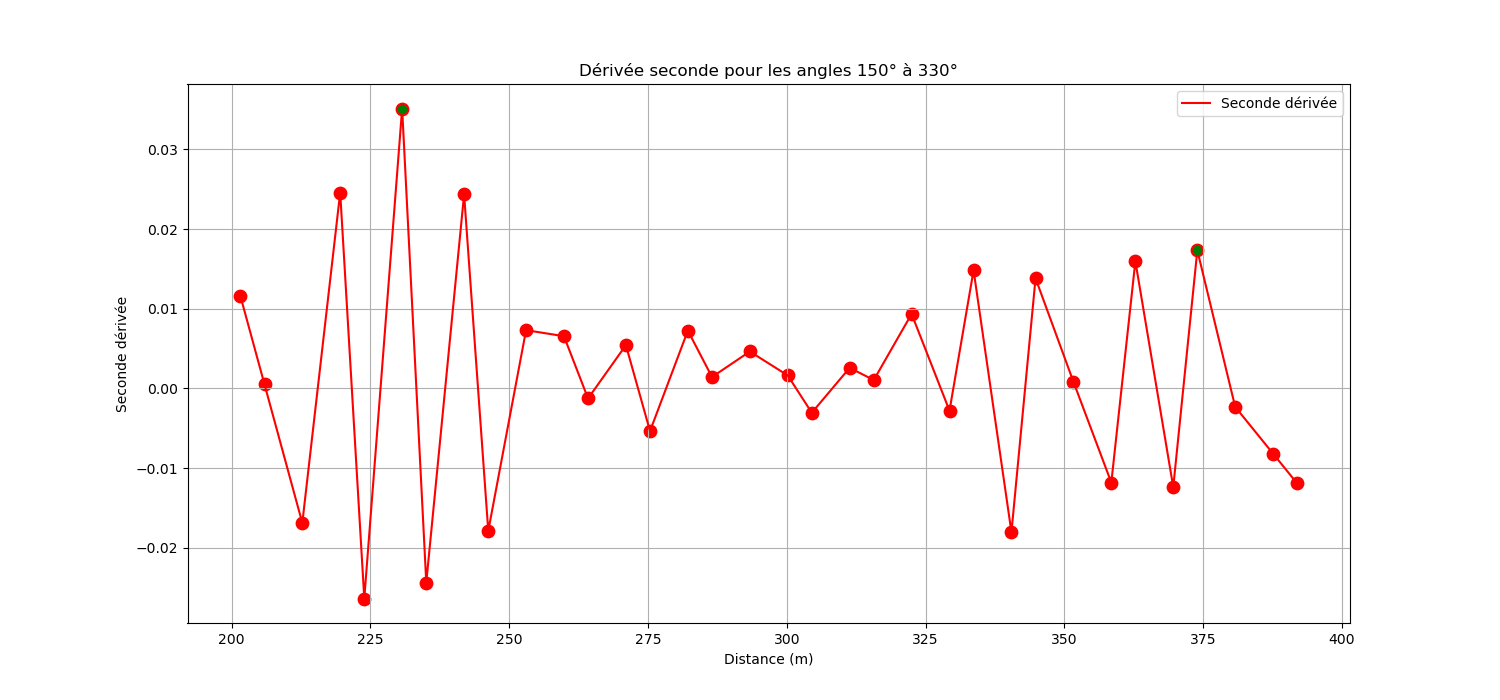 Dérivée seconde pour les angles 150° à 330°
Seconde dérivée
Seconde dérivée
0.03
0.02
0.01
0.00
−0.01
−0.02
200 225 250 275 300 325 350 375 400
Distance (m)